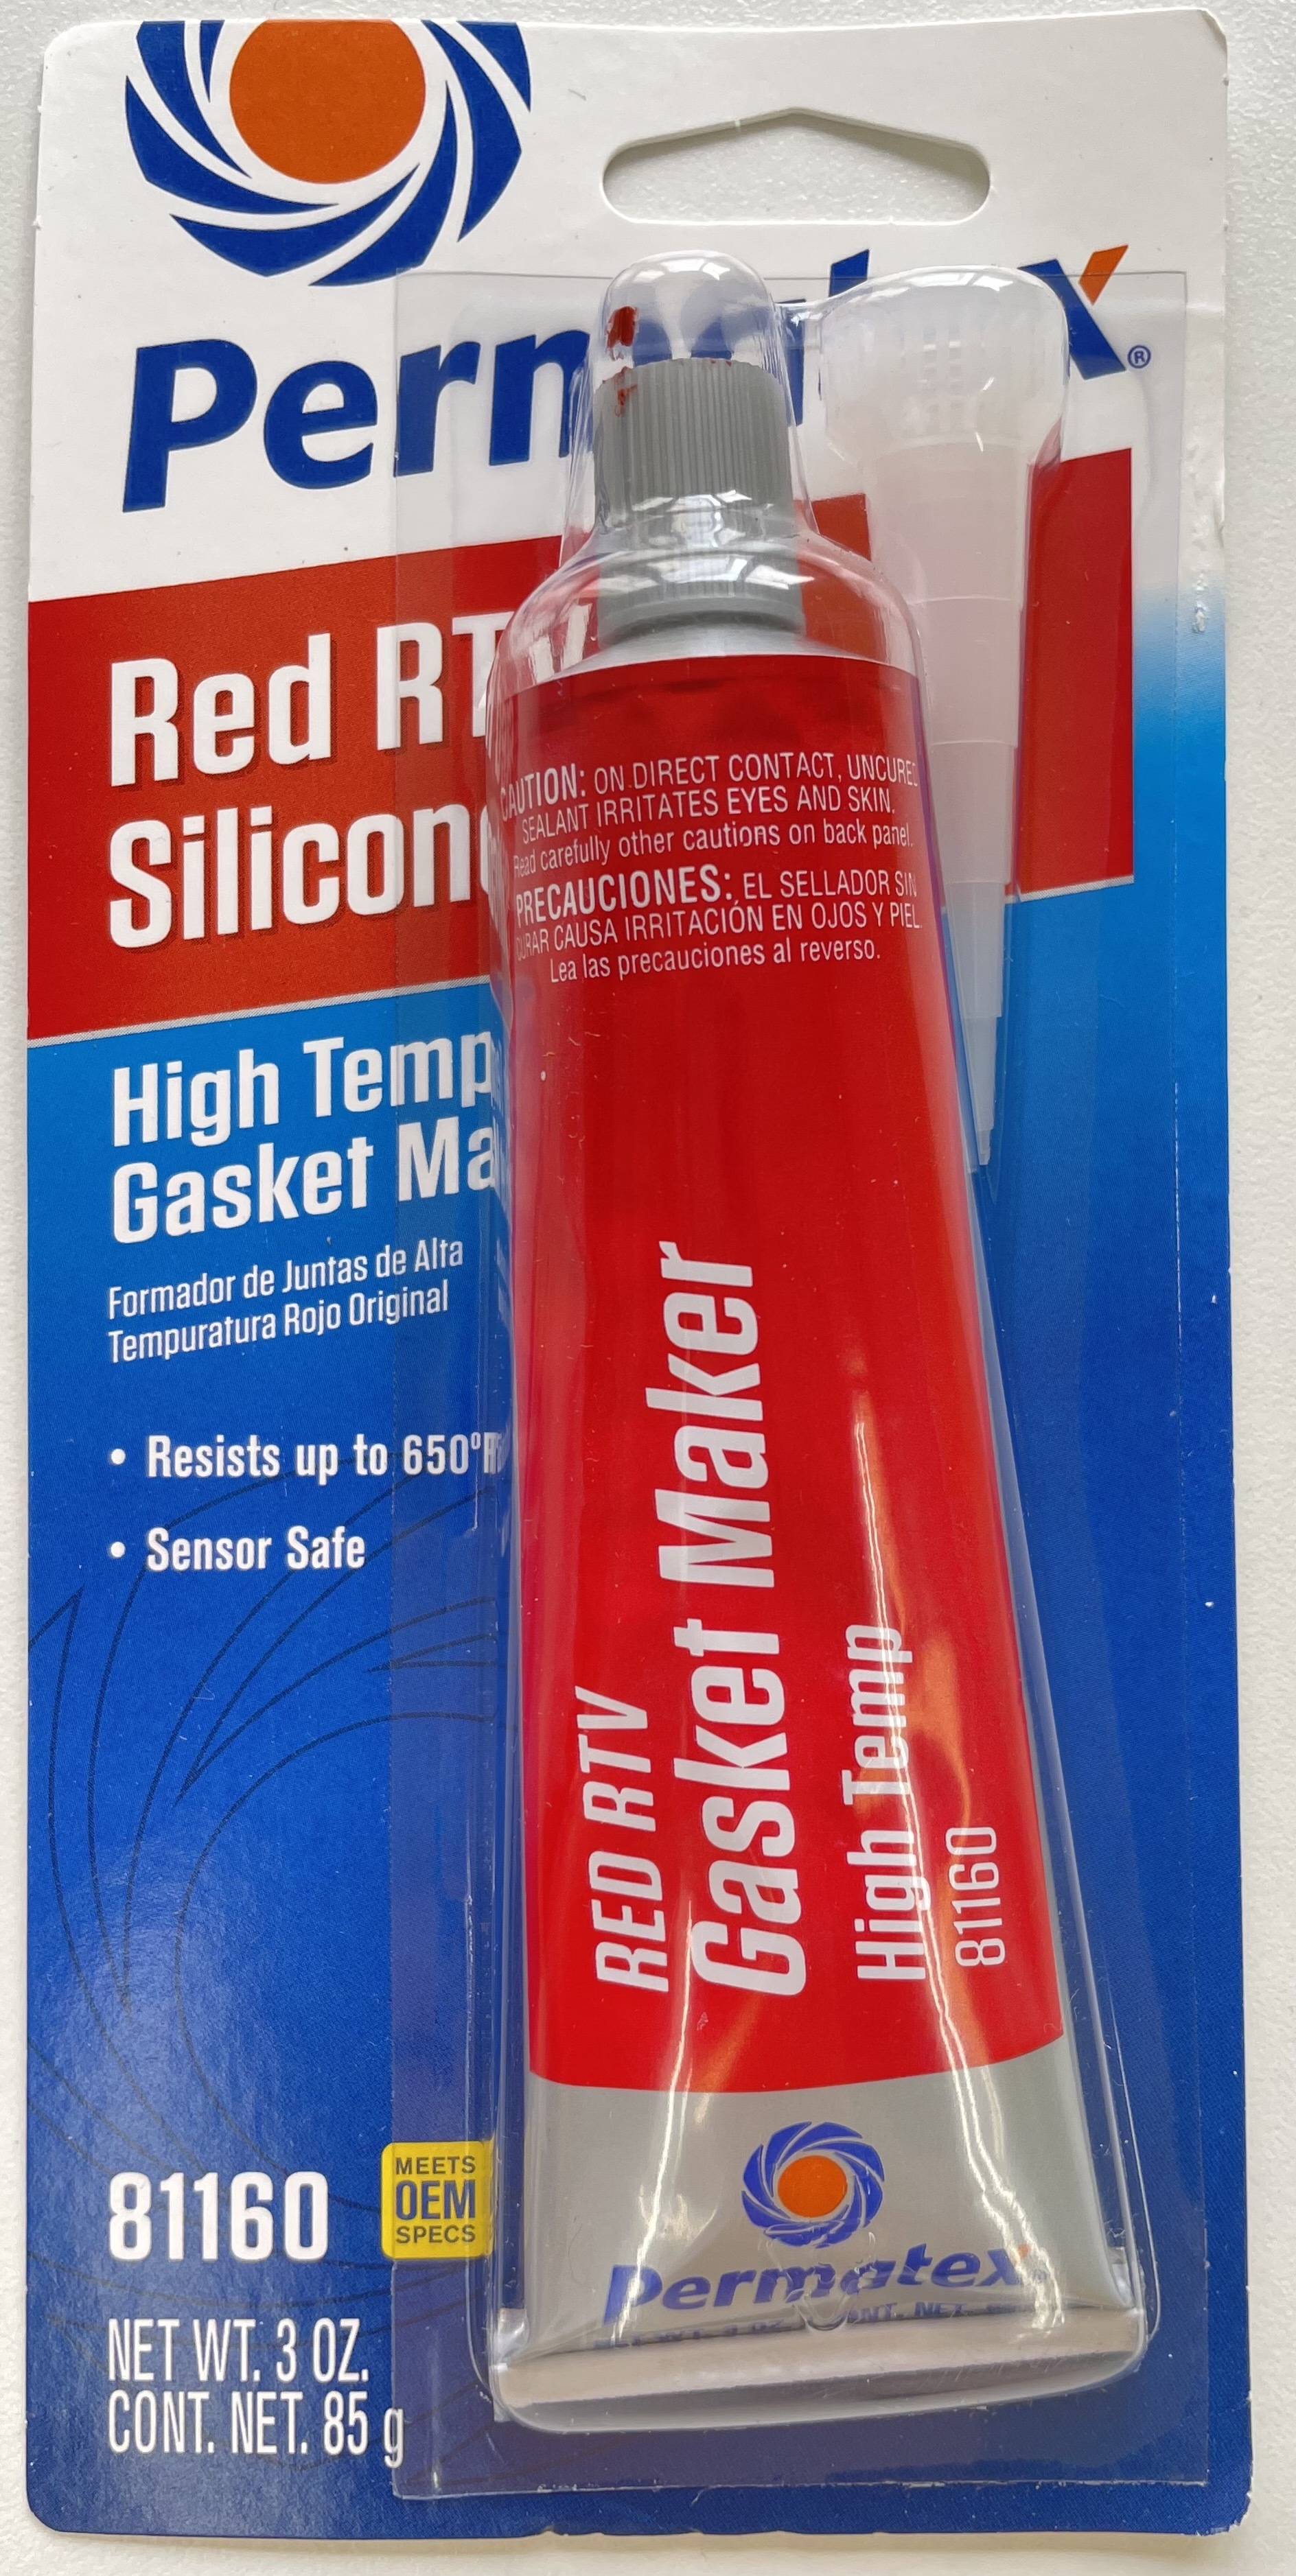 ®
Red RTV
Silicone
High Temp
Gasket Ma
Formador de Juntas de Alta
Tempuratura Rojo Original
• Resists up to 650°F
• Sensor Safe
81160
MEETS
OEM
SPECS
NET WT. 3 OZ.
CONT. NET. 85 g
CAUTION: ON DIRECT CONTACT, UNCURED
SEALANT IRRITATES EYES AND SKIN.
Read carefully other cautions on back panel.
PRECAUCIONES: EL SELLADOR SIN
CURAR CAUSA IRRITACIÓN EN OJOS Y PIEL.
Lea las precauciones al reverso.
RED RTV
Gasket Maker
High Temp
81160
Permatex